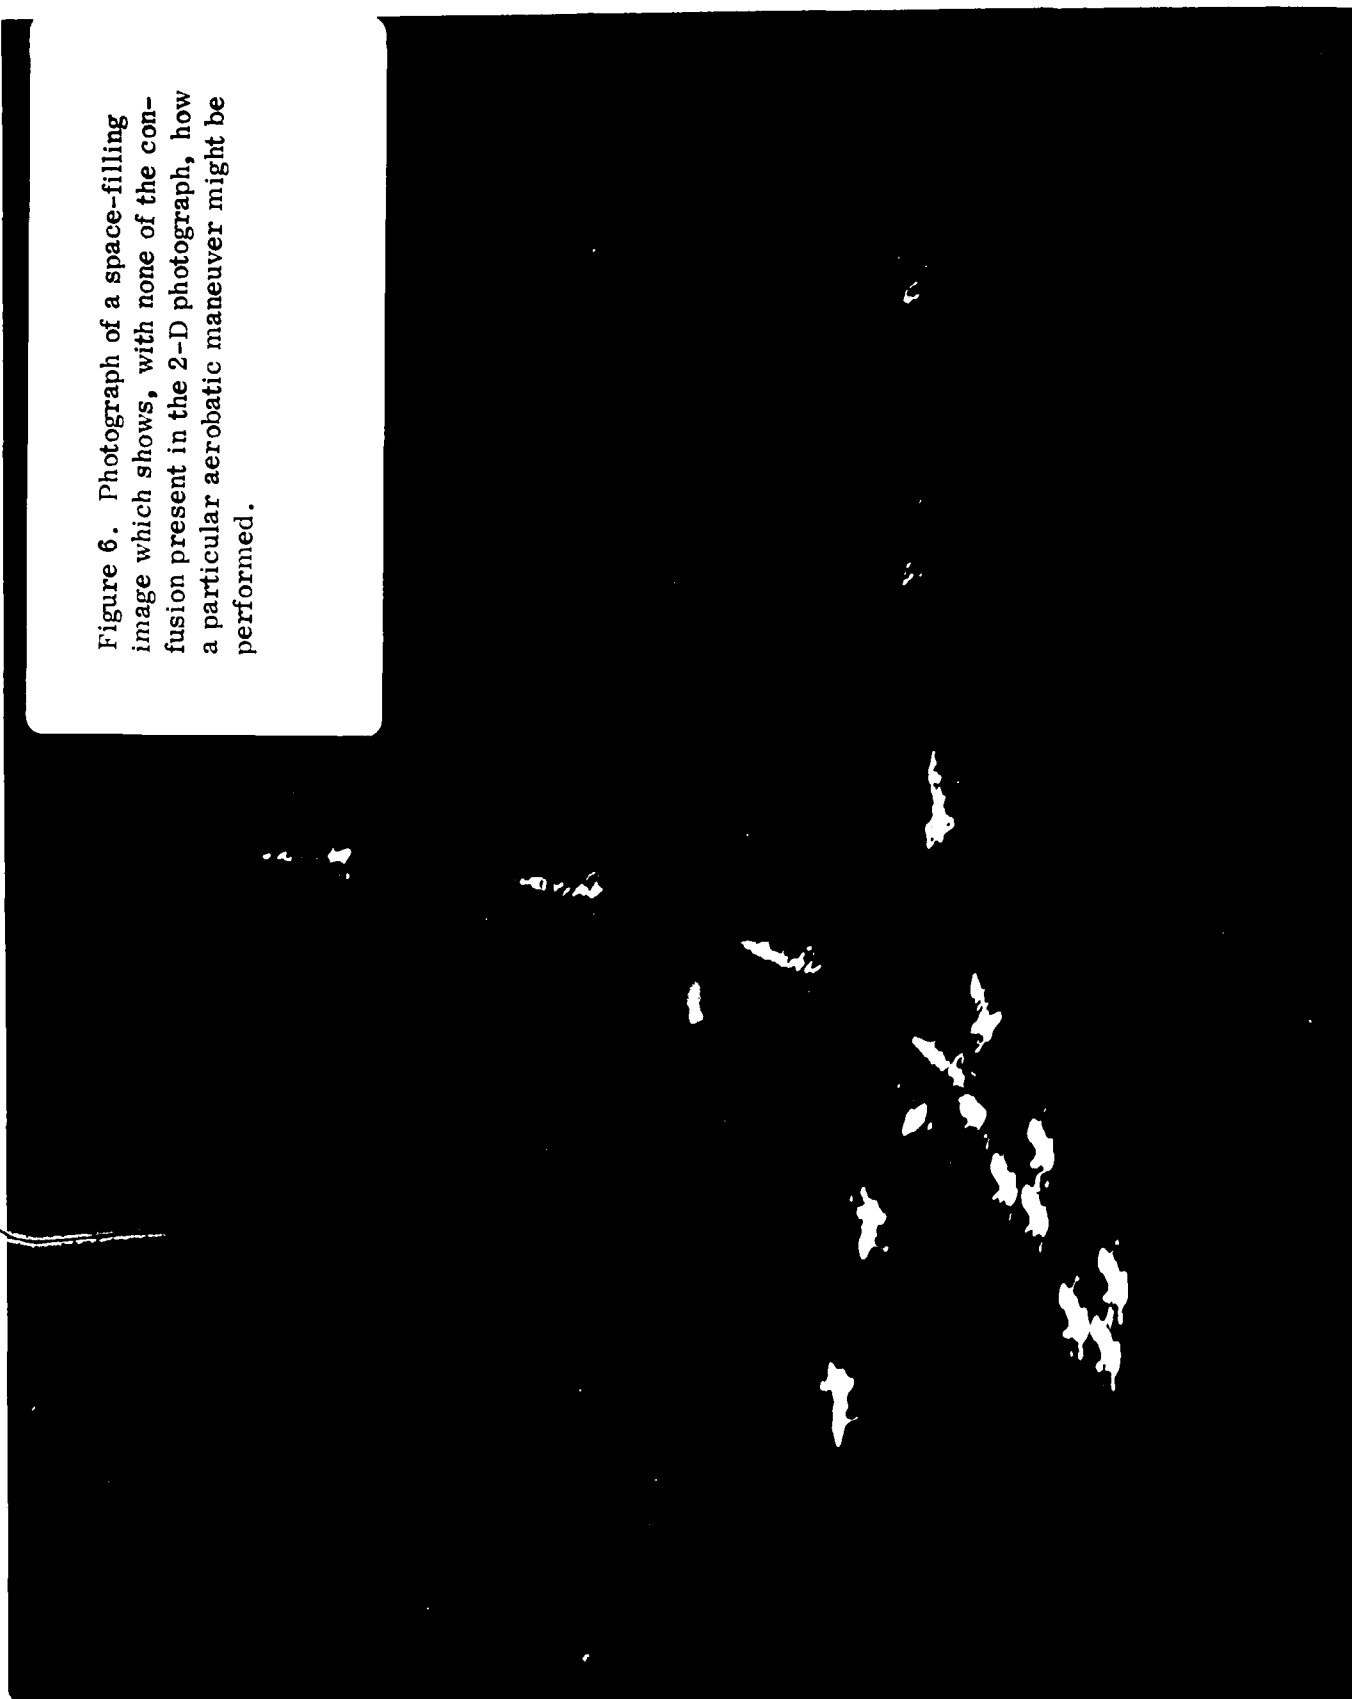 Figure 6. Photograph of a space-filling
image which shows, with none of the con-
fusion present in the 2-D photograph, how
a particular aerobatic maneuver might be
performed.